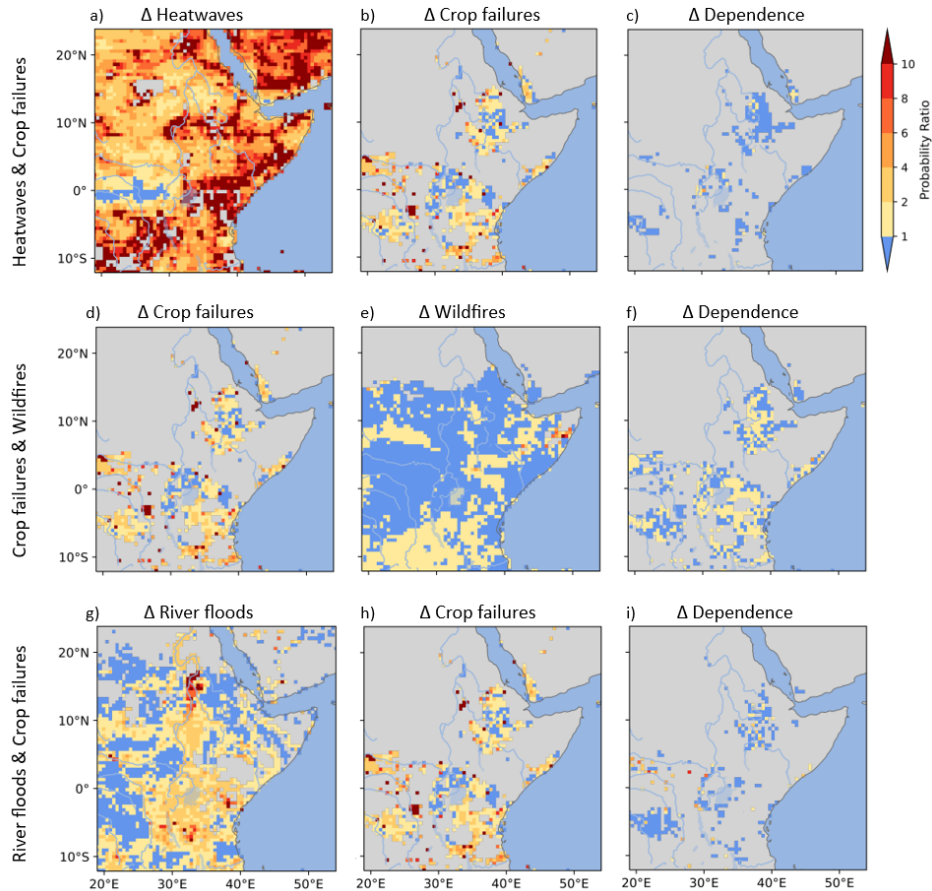 a) Δ Heatwaves b) Δ Crop failures c) Δ Dependence
Heatwaves & Crop failures
20°N
10°N
0°
10°S
10
8
6
4
2
1
Probability Ratio
d) Δ Crop failures e) Δ Wildfires f) Δ Dependence
Crop failures & Wildfires
20°N
10°N
0°
10°S
g) Δ River floods h) Δ Crop failures i) Δ Dependence
River floods & Crop failures
20°N
10°N
0°
10°S
20°E 30°E 40°E 50°E 20°E 30°E 40°E 50°E 20°E 30°E 40°E 50°E